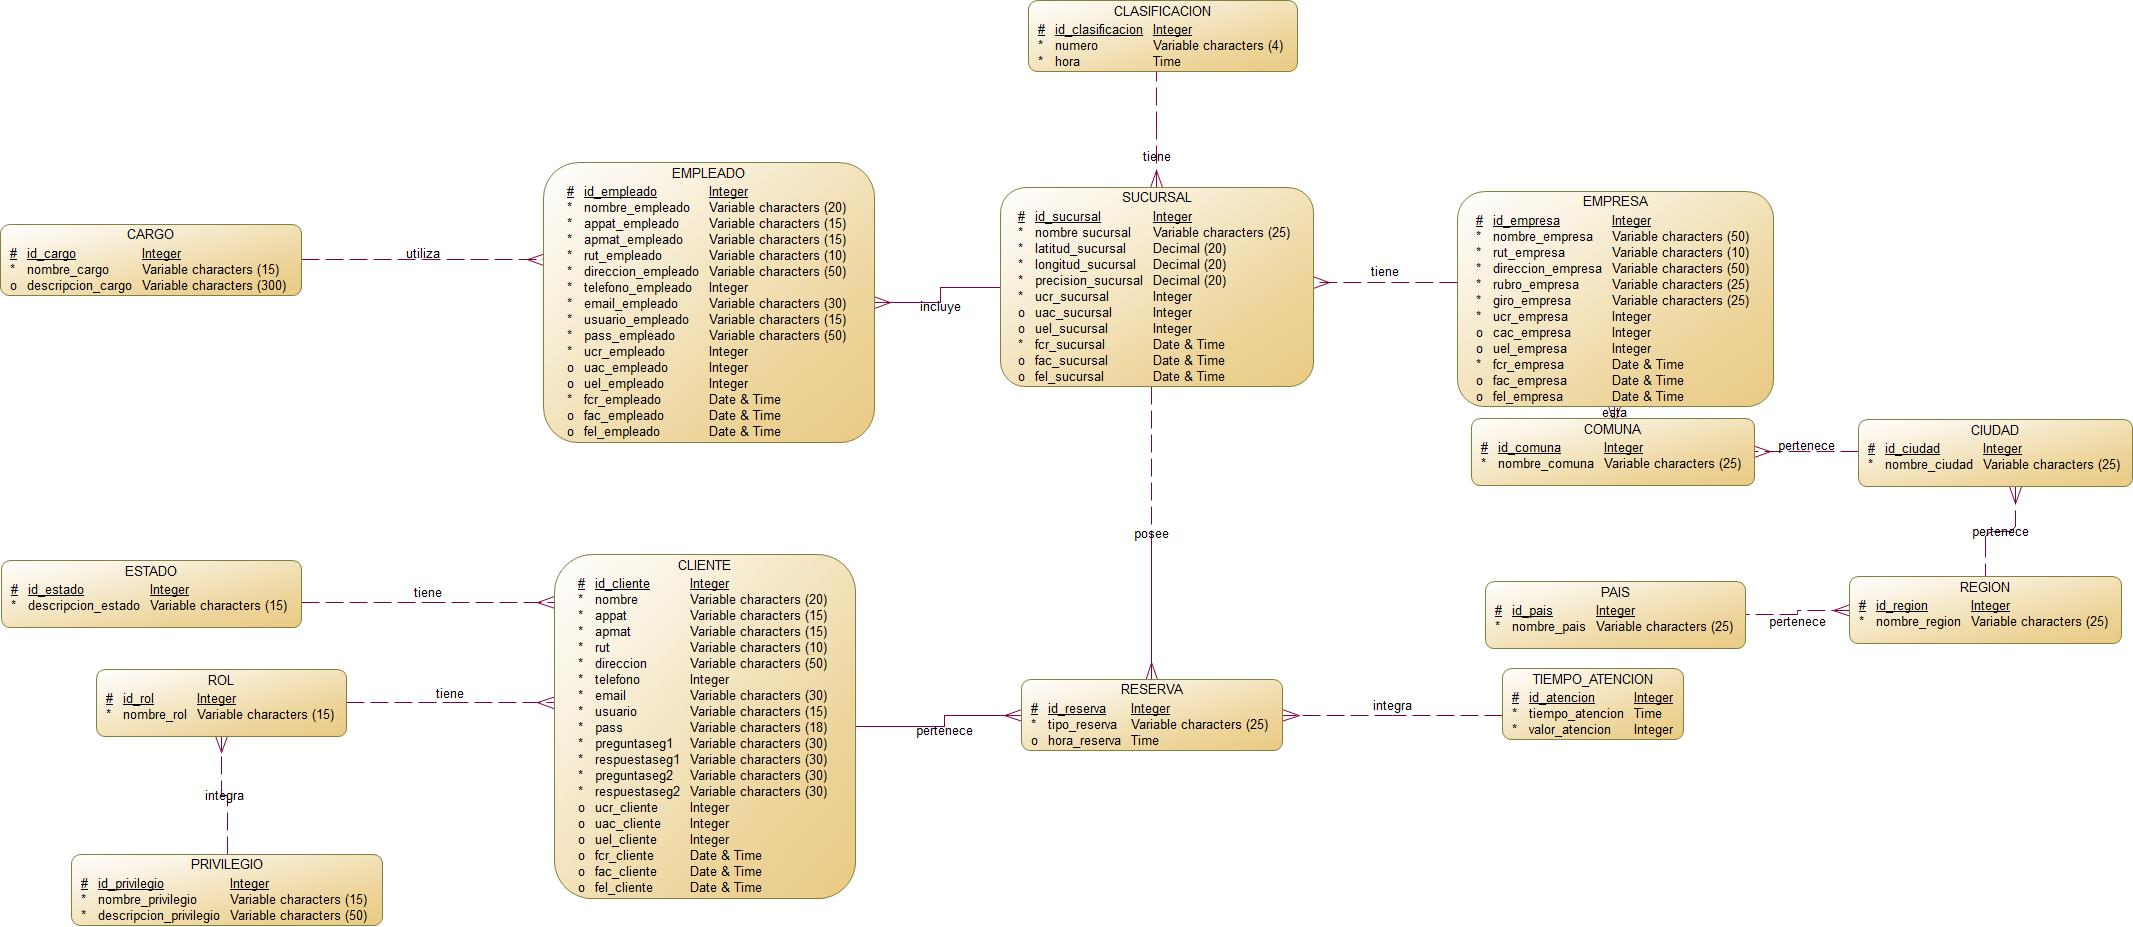 CLASIFICACION
# id_clasificacion Integer
* numero Variable characters (4)
* hora Time
tiene
EMPLEADO
# id_empleado Integer
* nombre_empleado Variable characters (20)
* appat_empleado Variable characters (15)
* apmat_empleado Variable characters (15)
* rut_empleado Variable characters (10)
* direccion_empleado Variable characters (50)
* telefono_empleado Integer
* email_empleado Variable characters (30)
* usuario_empleado Variable characters (15)
* pass_empleado Variable characters (50)
* ucr_empleado Integer
o uac_empleado Integer
o uel_empleado Integer
* fcr_empleado Date & Time
o fac_empleado Date & Time
o fel_empleado Date & Time
SUCURSAL
# id_sucursal Integer
* nombre sucursal Variable characters (25)
* latitud_sucursal Decimal (20)
* longitud_sucursal Decimal (20)
* precision_sucursal Decimal (20)
* ucr_sucursal Integer
o uac_sucursal Integer
o uel_sucursal Integer
* fcr_sucursal Date & Time
o fac_sucursal Date & Time
o fel_sucursal Date & Time
EMPRESA
# id_empresa Integer
* nombre_empresa Variable characters (50)
* rut_empresa Variable characters (10)
* direccion_empresa Variable characters (50)
* rubro_empresa Variable characters (25)
* giro_empresa Variable characters (25)
* ucr_empresa Integer
o cac_empresa Integer
o uel_empresa Integer
* fcr_empresa Date & Time
o fac_empresa Date & Time
o fel_empresa Date & Time
CARGO
# id_cargo Integer
* nombre_cargo Variable characters (15)
o descripcion_cargo Variable characters (300)
utiliza
incluye
tiene
esta
COMUNA
# id_comuna Integer
* nombre_comuna Variable characters (25)
pertenece
CIUDAD
# id_ciudad Integer
* nombre_ciudad Variable characters (25)
pertenece
posee
ESTADO
# id_estado Integer
* descripcion_estado Variable characters (15)
tiene
CLIENTE
# id_cliente Integer
* nombre Variable characters (20)
* appat Variable characters (15)
* apmat Variable characters (15)
* rut Variable characters (10)
* direccion Variable characters (50)
* telefono Integer
* email Variable characters (30)
* usuario Variable characters (15)
* pass Variable characters (18)
* preguntaseg1 Variable characters (30)
* respuestaseg1 Variable characters (30)
* preguntaseg2 Variable characters (30)
* respuestaseg2 Variable characters (30)
o ucr_cliente Integer
o uac_cliente Integer
o uel_cliente Integer
o fcr_cliente Date & Time
o fac_cliente Date & Time
o fel_cliente Date & Time
PAIS
# id_pais Integer
* nombre_pais Variable characters (25)
pertenece
REGION
# id_region Integer
* nombre_region Variable characters (25)
ROL
# id_rol Integer
* nombre_rol Variable characters (15)
tiene
pertenece
RESERVA
# id_reserva Integer
* tipo_reserva Variable characters (25)
o hora_reserva Time
integra
TIEMPO_ATENCION
# id_atencion Integer
* tiempo_atencion Time
* valor_atencion Integer
integra
PRIVILEGIO
# id_privilegio Integer
* nombre_privilegio Variable characters (15)
* descripcion_privilegio Variable characters (50)